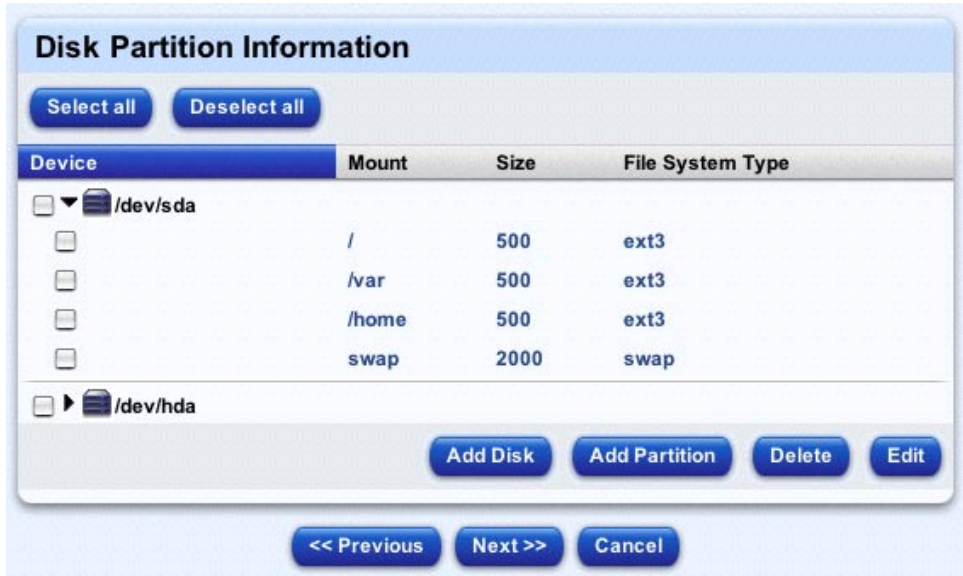 Disk Partition Information
Select all Deselect all
Device Mount Size File System Type
/dev/sda
/ 500 ext3
/var 500 ext3
/home 500 ext3
swap 2000 swap
/dev/hda
Add Disk Add Partition Delete Edit
<< Previous Next >> Cancel